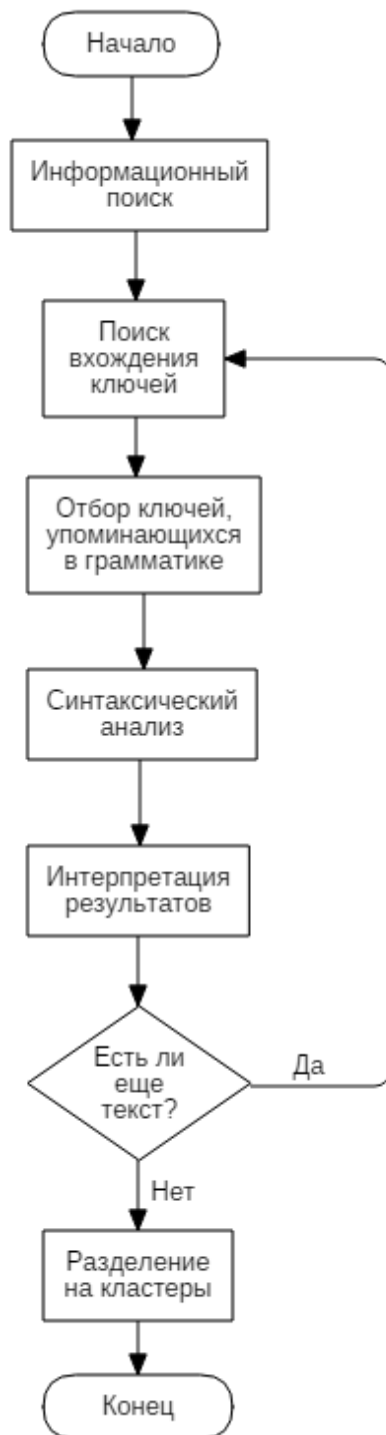 Начало
Информационный
поиск
Поиск
вхождения
ключей
Отбор ключей,
упоминающихся
в грамматике
Синтаксический
анализ
Интерпретация
результатов
Есть ли
еще
текст?
Да
Нет
Разделение
на кластеры
Конец